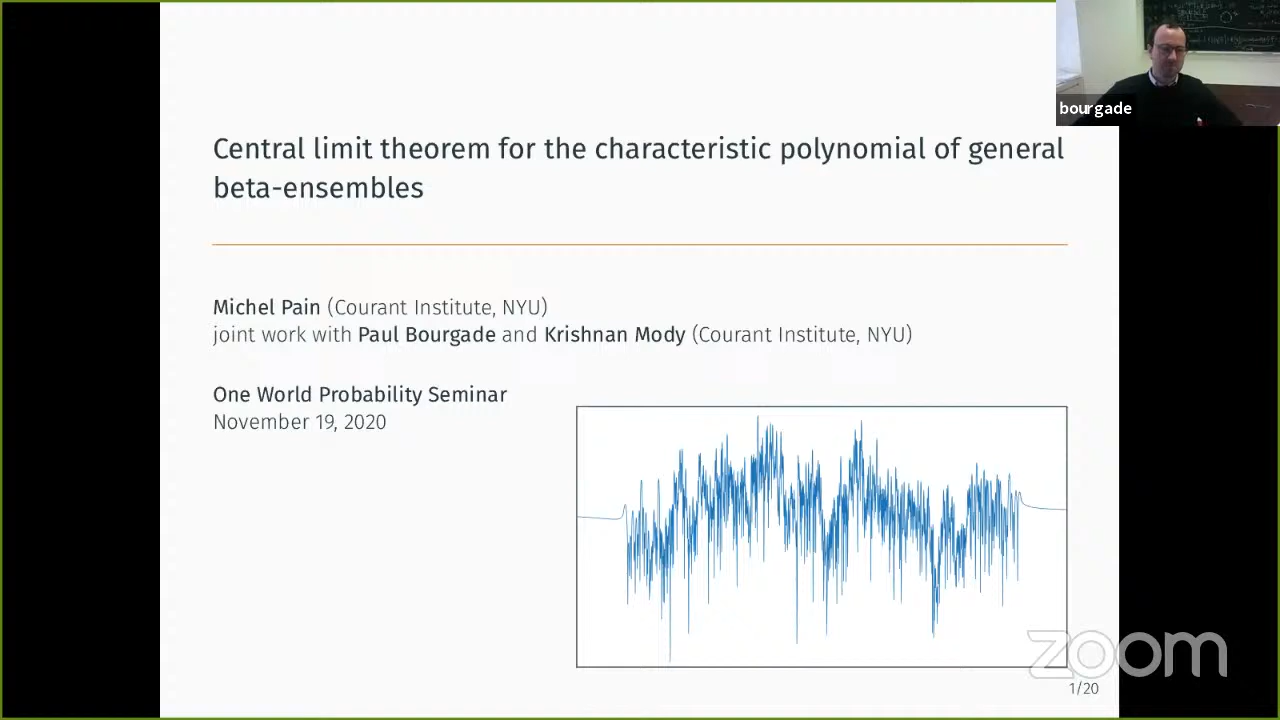 bourgade
Central limit theorem for the characteristic polynomial of general
beta-ensembles
Michel Pain (Courant Institute, NYU)
joint work with Paul Bourgade and Krishnan Mody (Courant Institute, NYU)
One World Probability Seminar
November 19, 2020
zoom
1/20